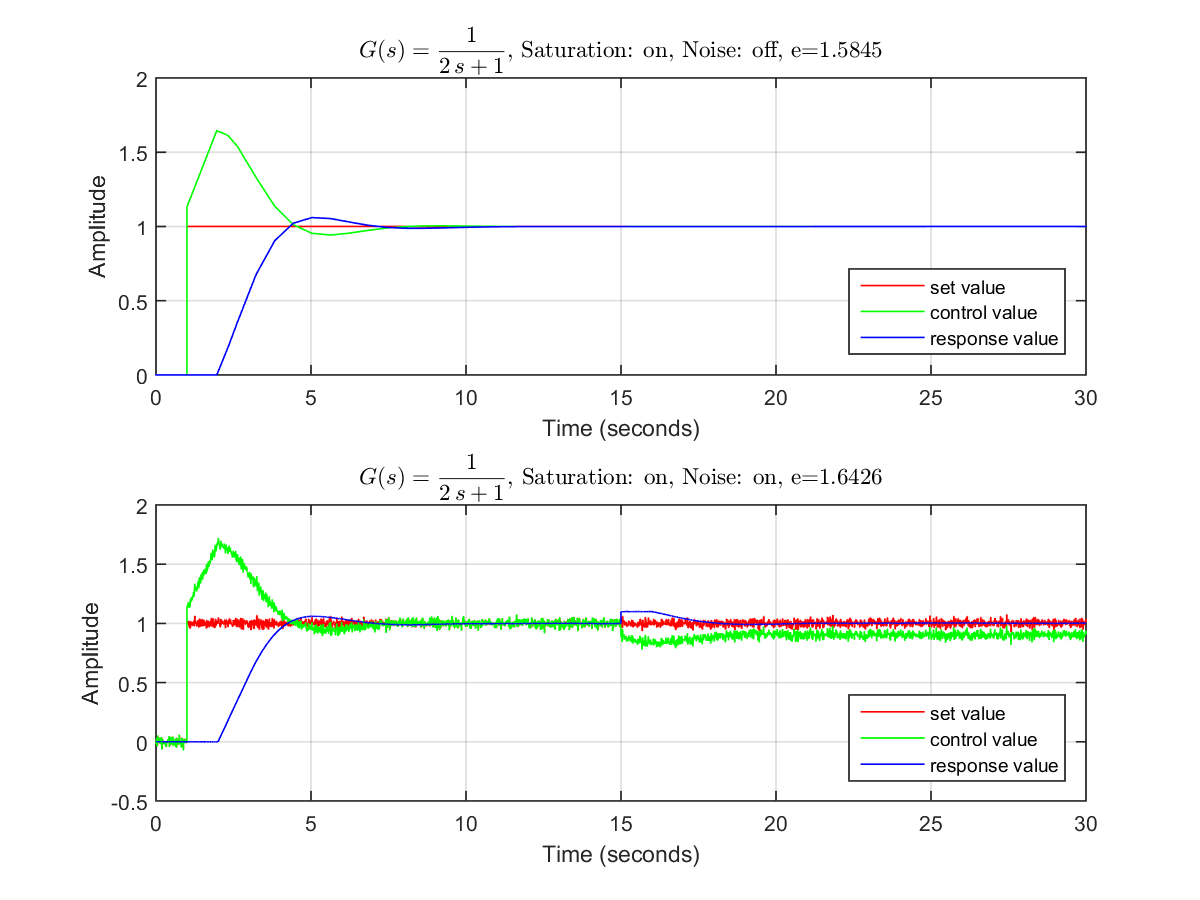 G(s) = 1/(2 s + 1), Saturation: on, Noise: off, e=1.5845
2
1.5
1
0.5
0
Amplitude
set value
control value
response value
0 5 10 15 20 25 30
Time (seconds)
G(s) = 1/(2 s + 1), Saturation: on, Noise: on, e=1.6426
2
1.5
1
0.5
0
-0.5
Amplitude
set value
control value
response value
0 5 10 15 20 25 30
Time (seconds)